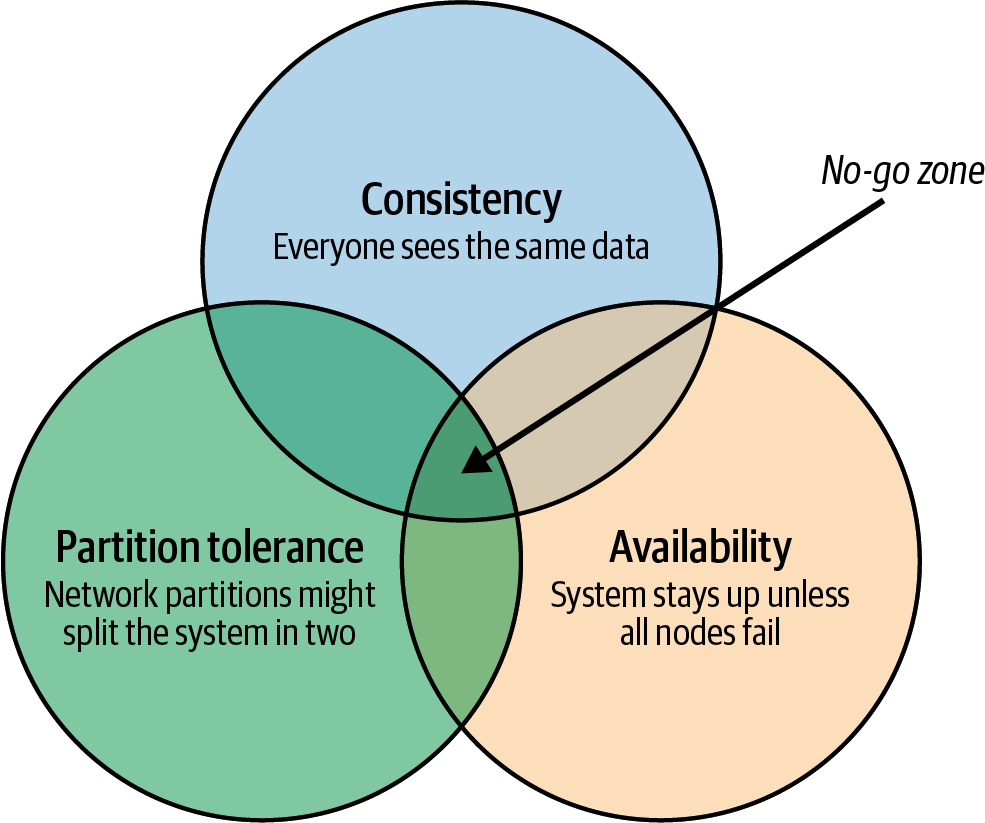 No-go zone
Consistency
Everyone sees the same data
Partition tolerance
Network partitions might
split the system in two
Availability
System stays up unless
all nodes fail